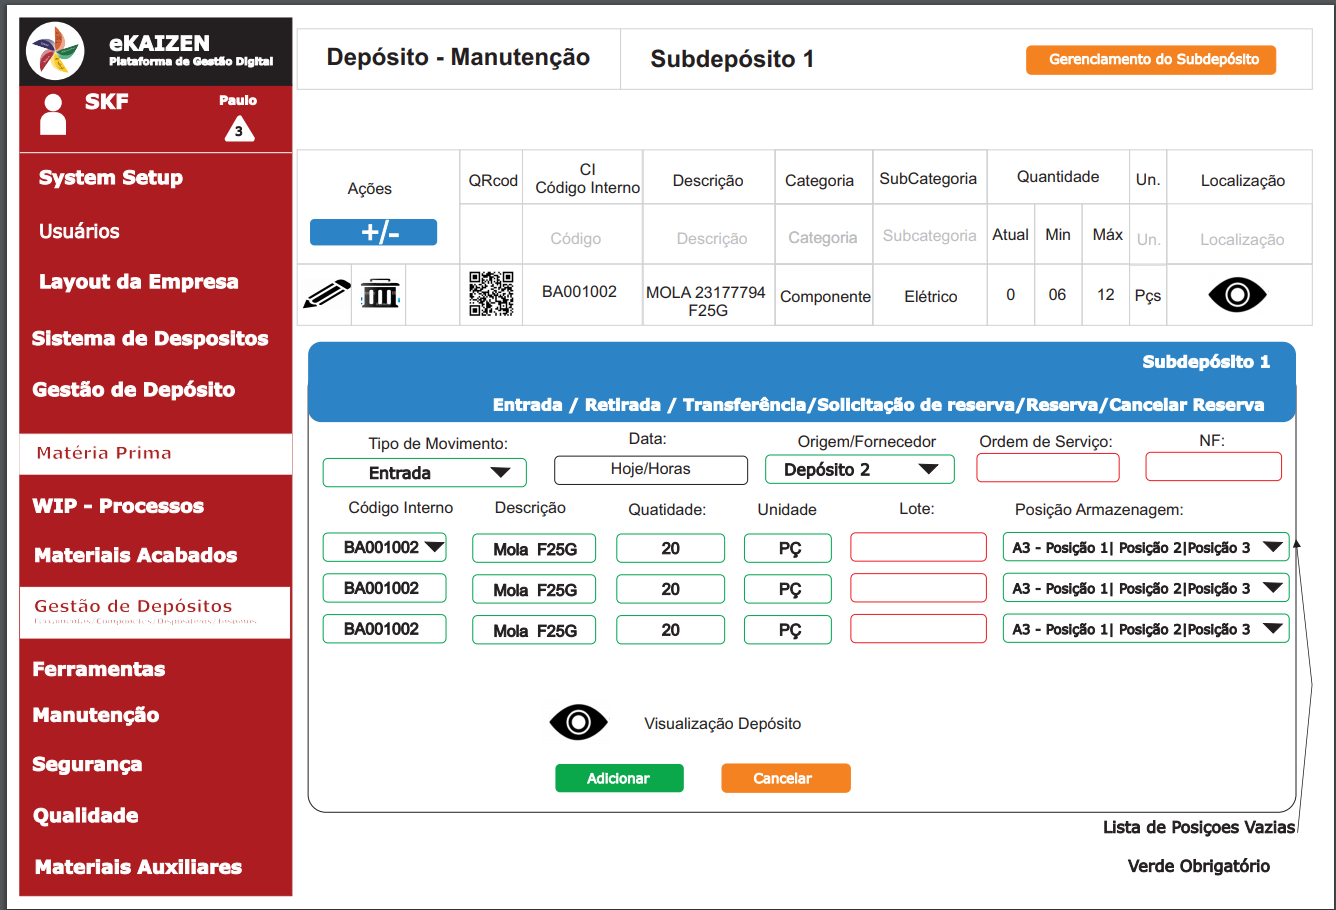 eKAIZEN
Plataforma de Gestão Digital
SKF
Paulo
3
System Setup
Usuários
Layout da Empresa
Sistema de Despositos
Gestão de Depósito
Matéria Prima
WIP - Processos
Materiais Acabados
Gestão de Depósitos
Ferramentas
Manutenção
Segurança
Qualidade
Materiais Auxiliares
Depósito - Manutenção
Subdepósito 1
Gerenciamento do Subdepósito
Ações
QRcod
CI
Código Interno
Descrição
Categoria
SubCategoria
Quantidade
Un.
Localização
+/-
Código
Descrição
Categoria
Subcategoria
Atual
Min
Máx
Un.
Localização
BA001002
MOLA 23177794
F25G
Componente
Elétrico
0
06
12
Pçs
Subdepósito 1
Entrada / Retirada / Transferência/Solicitação de reserva/Reserva/Cancelar Reserva
Tipo de Movimento:
Data:
Origem/Fornecedor
Ordem de Serviço:
NF:
Entrada
Hoje/Horas
Depósito 2
Código Interno
Descrição
Quatidade:
Unidade
Lote:
Posição Armazenagem:
BA001002
Mola F25G
20
PÇ
A3 - Posição 1| Posição 2|Posição 3
BA001002
Mola F25G
20
PÇ
A3 - Posição 1| Posição 2|Posição 3
BA001002
Mola F25G
20
PÇ
A3 - Posição 1| Posição 2|Posição 3
Visualização Depósito
Adicionar
Cancelar
Lista de Posiçoes Vazias
Verde Obrigatório